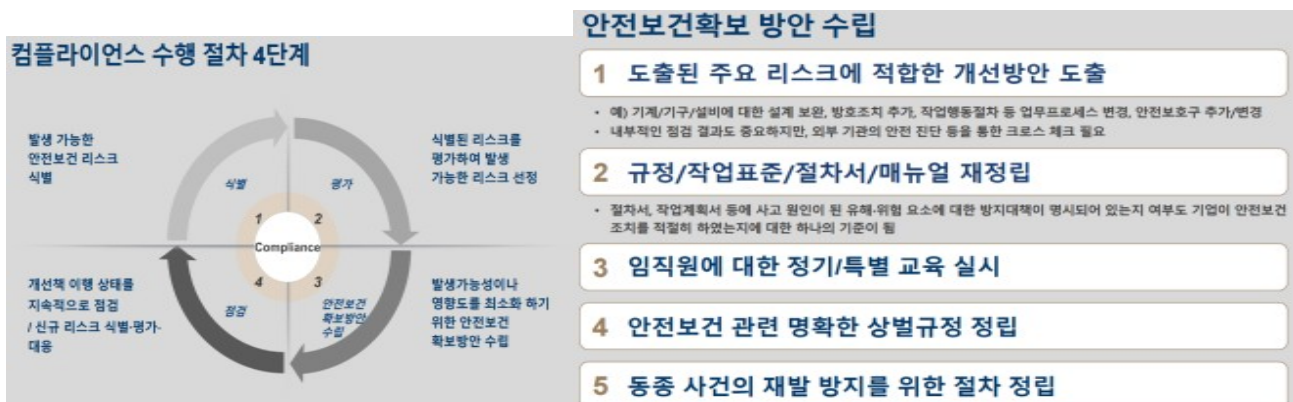 컴플라이언스 수행 절차 4단계
발생 가능한
안전보건 리스크
식별
식별된 리스크를
평가하여 발생
가능한 리스크 선정
식별
평가
1
2
Compliance
4
3
점검
안전보건
확보방안
수립
개선책 이행 상태를
지속적으로 점검
/ 신규 리스크 식별-평가-
대응
발생가능성이나
영향도를 최소화 하기
위한 안전보건
확보방안 수립
안전보건확보 방안 수립
1 도출된 주요 리스크에 적합한 개선방안 도출
• 예) 기계/기구/설비에 대한 설계 보완, 방호조치 추가, 작업행동절차 등 업무프로세스 변경, 안전보호구 추가/변경
• 내부적인 점검 결과도 중요하지만, 외부 기관의 안전 진단 등을 통한 크로스 체크 필요
2 규정/작업표준/절차서/매뉴얼 재정립
• 절차서, 작업계획서 등에 사고 원인이 된 유해·위험 요소에 대한 방지대책이 명시되어 있는지 여부도 기업이 안전보건
조치를 적절히 하였는지에 대한 하나의 기준이 됨
3 임직원에 대한 정기/특별 교육 실시
4 안전보건 관련 명확한 상벌규정 정립
5 동종 사건의 재발 방지를 위한 절차 정립